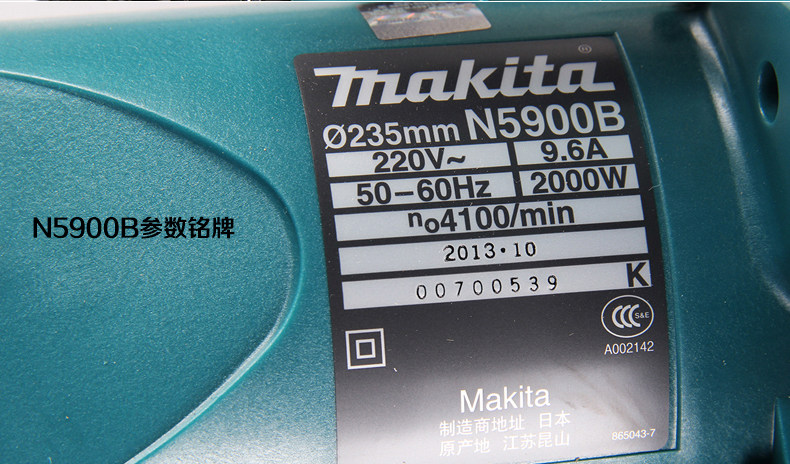 makita®
Ø235mm N5900B
220V~ 9.6A
50-60Hz 2000W
n₀4100/min
2013·10
00700539 K
CCC S&E
A002142
N5900B参数铭牌
Makita
制造商地址 日本
原产地 江苏昆山
865043-7